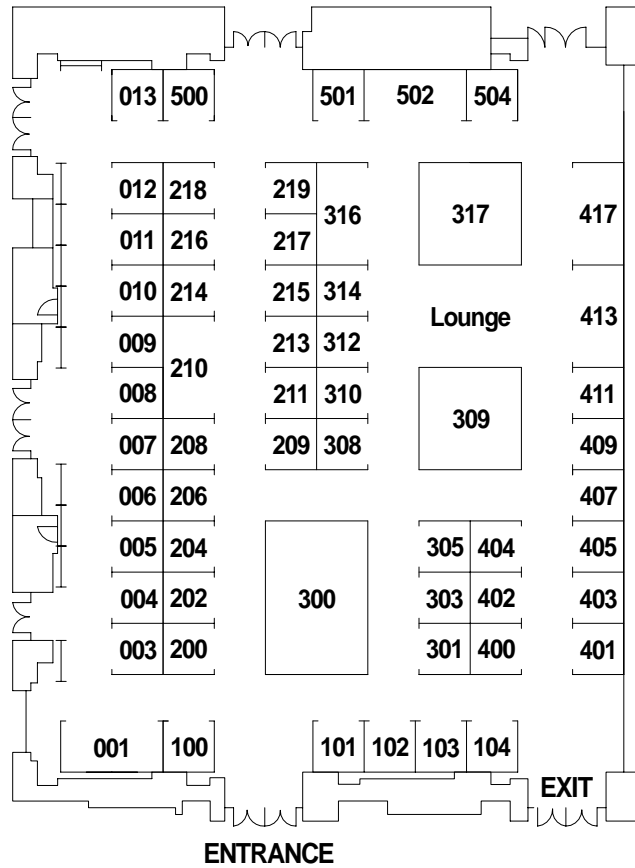 013 500 501 502 504
012 218 219 316 317 417
011 216 217
010 214 215 314 Lounge 413
009 210 213 312
008 211 310 309 411
007 208 209 308 409
006 206 407
005 204 300 305 404 405
004 202 303 402 403
003 200 301 400 401
001 100 101 102 103 104
EXIT
ENTRANCE